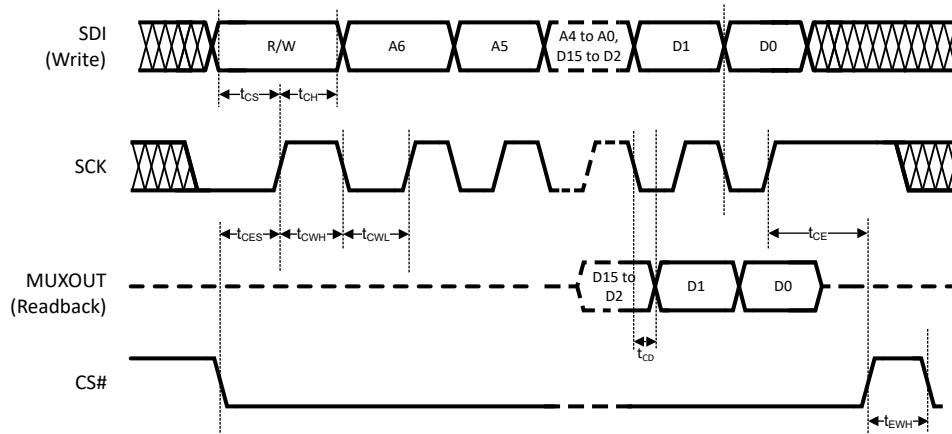 SDI
(Write)
R/W
A6
A5
A4 to A0,
D15 to D2
D1
D0
tCS
tCH
SCK
tCES
tCWH
tCWL
tCE
MUXOUT
(Readback)
D15 to
D2
D1
D0
tCD
CS#
tEWH